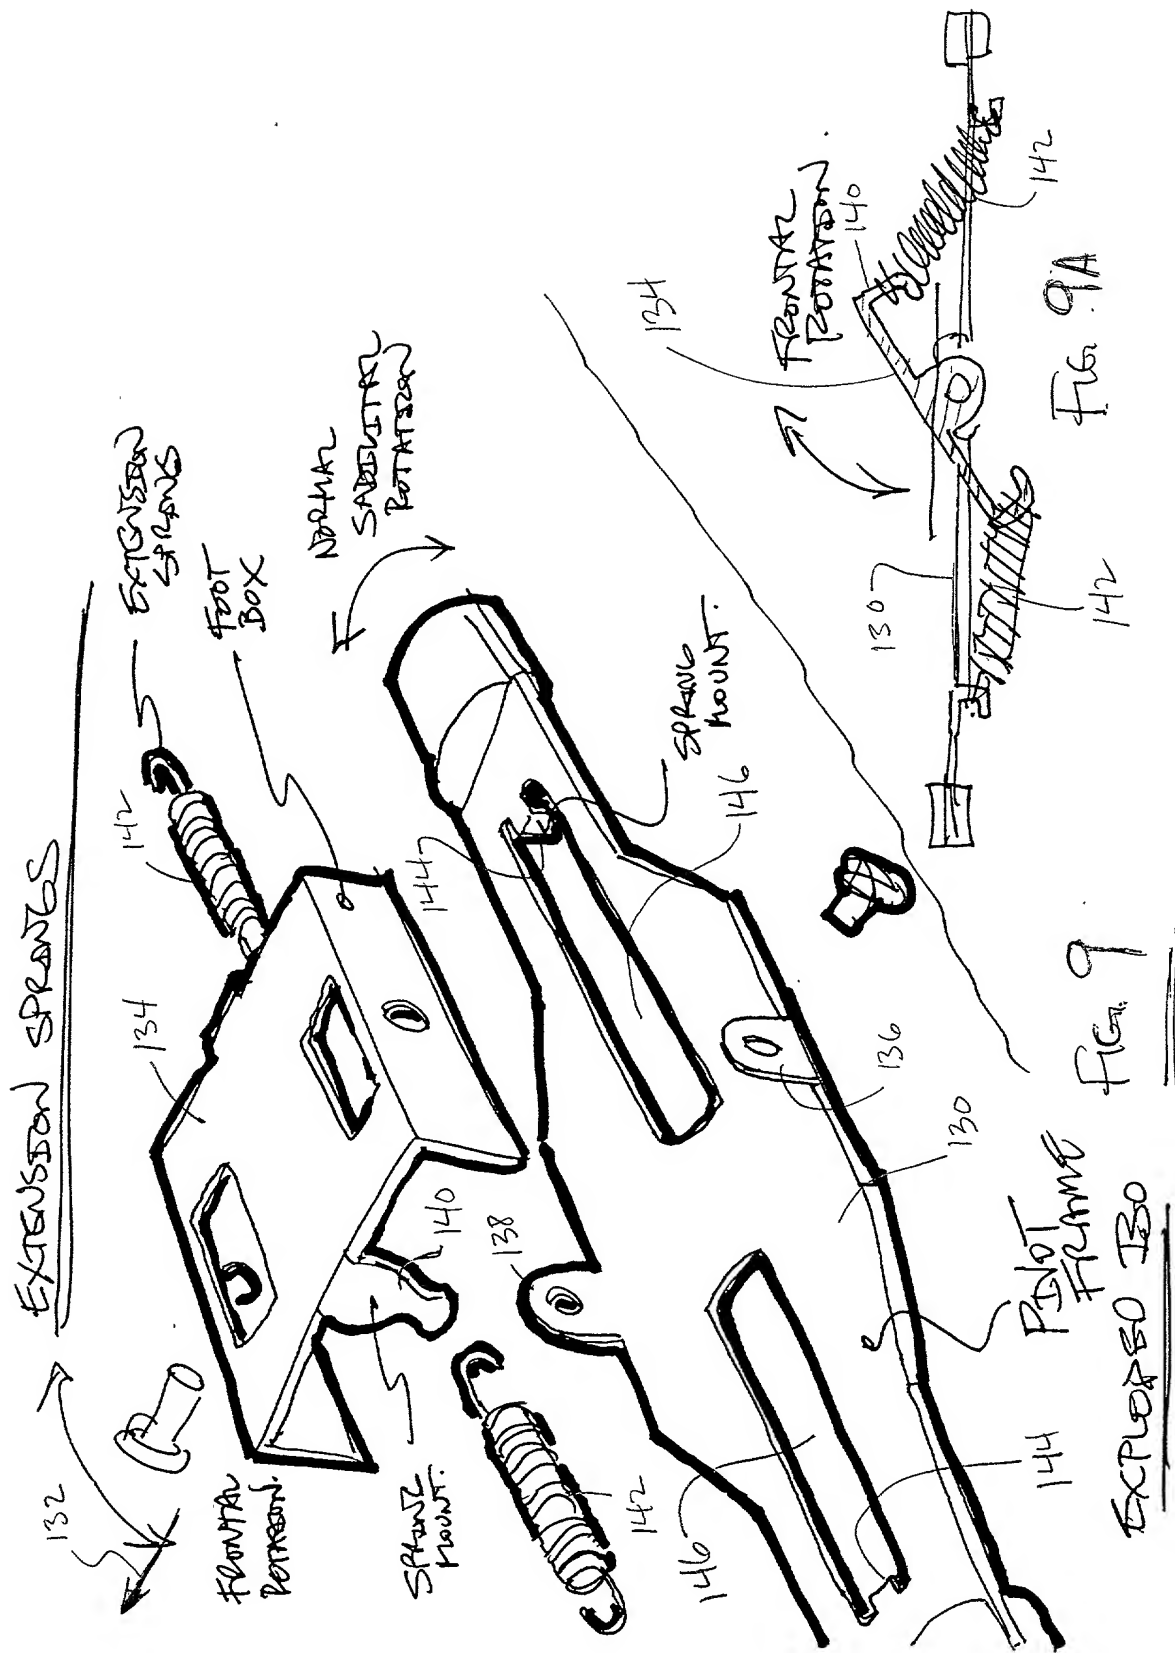 EXTENSION SPRINGS
132
FRONTAL
ROTATION.
134
142
EXTENSION
SPRINGS
FOOT
BOX
NORMAL
SAGITTAL
ROTATION
SPRING
MOUNT.
140
138
142
144
SPRING
MOUNT.
146
146
136
130
144
PIVOT
FRAME
EXPLODED ISO
FIG. 9
FRONTAL
ROTATION
134
140
130
142
142
FIG. 9A